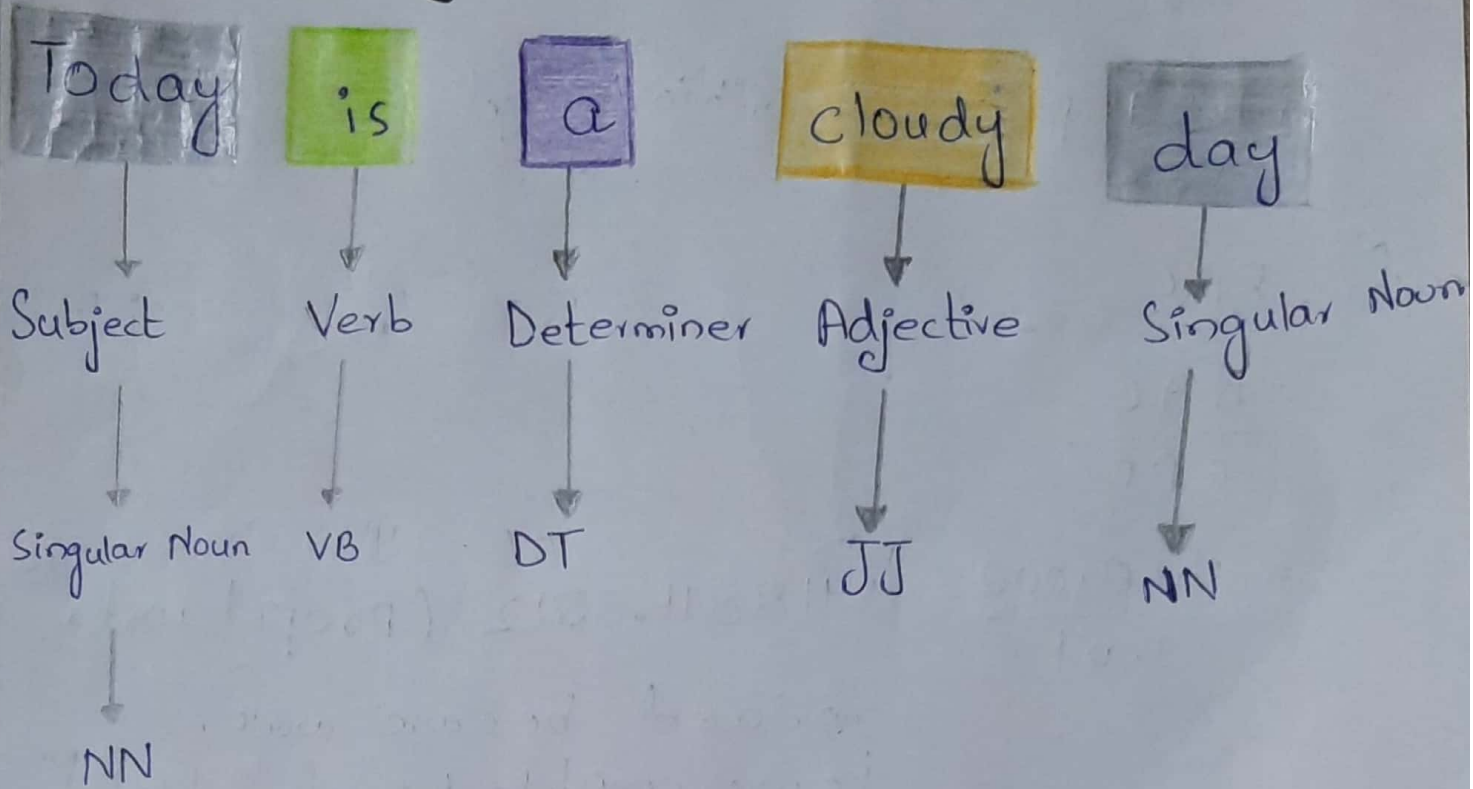 Today is a cloudy day
Subject Verb Determiner Adjective Singular Noun
Singular Noun VB DT JJ NN
NN